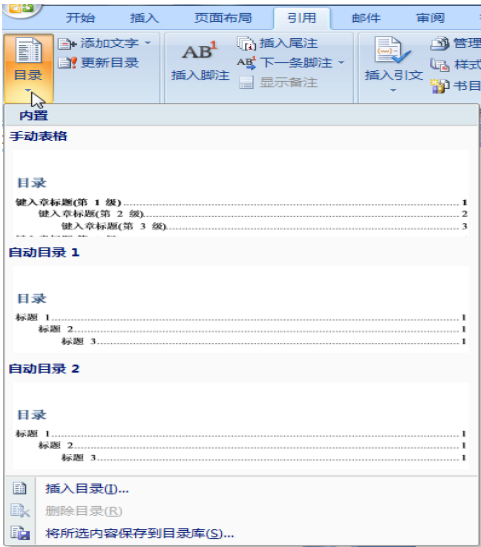 开始 插入 页面布局 引用 邮件 审阅
目录 添加文字 更新目录
AB¹ 插入脚注 插入尾注 AB 下一条脚注 显示备注
插入引文 管理 样式 书目
内置
手动表格
目录
键入章标题(第 1 级)........1
键入章标题(第 2 级)........2
键入章标题(第 3 级)........3
自动目录 1
目录
标题 1........1
标题 2........1
标题 3........1
自动目录 2
目录
标题 1........1
标题 2........1
标题 3........1
插入目录(I)...
删除目录(R)
将所选内容保存到目录库(S)...